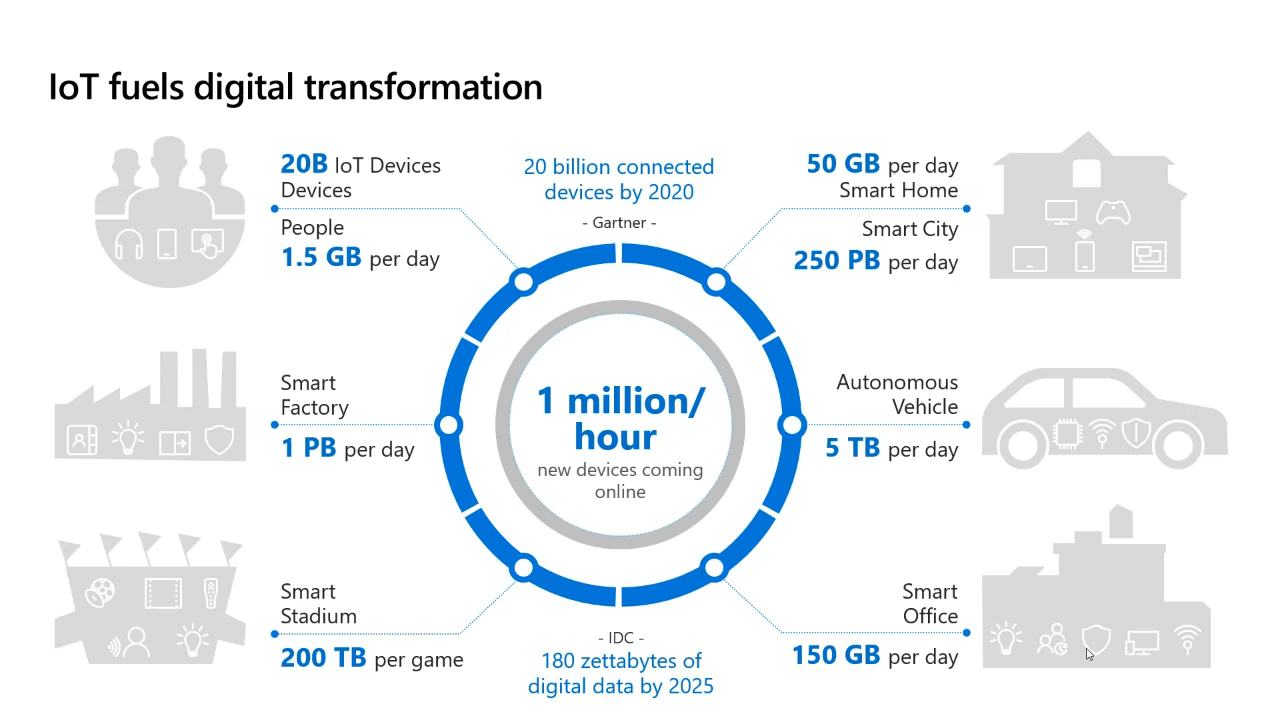 IoT fuels digital transformation
20B IoT Devices
Devices
People
1.5 GB per day
20 billion connected
devices by 2020
- Gartner -
50 GB per day
Smart Home
Smart City
250 PB per day
Smart
Factory
1 PB per day
1 million/
hour
new devices coming
online
Autonomous
Vehicle
5 TB per day
Smart
Stadium
200 TB per game
- IDC -
180 zettabytes of
digital data by 2025
Smart
Office
150 GB per day